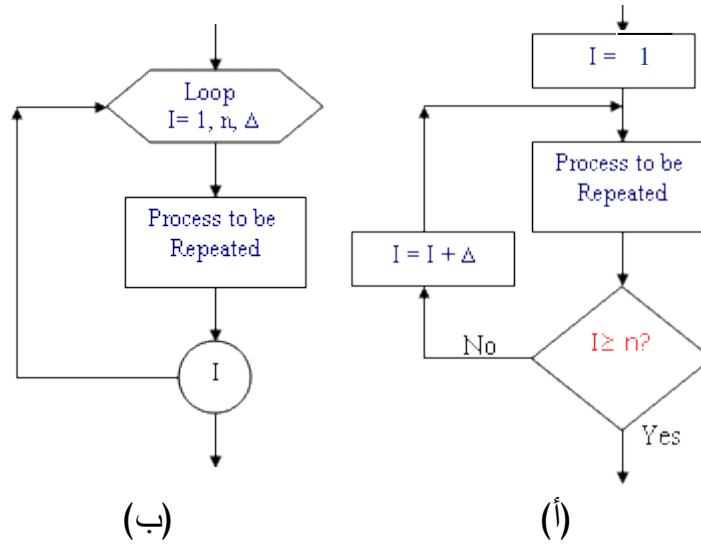 Loop
I= 1, n, Δ
Process to be
Repeated
I
(ب)
I = 1
Process to be
Repeated
I = I + Δ
I≥ n?
No
Yes
(أ)